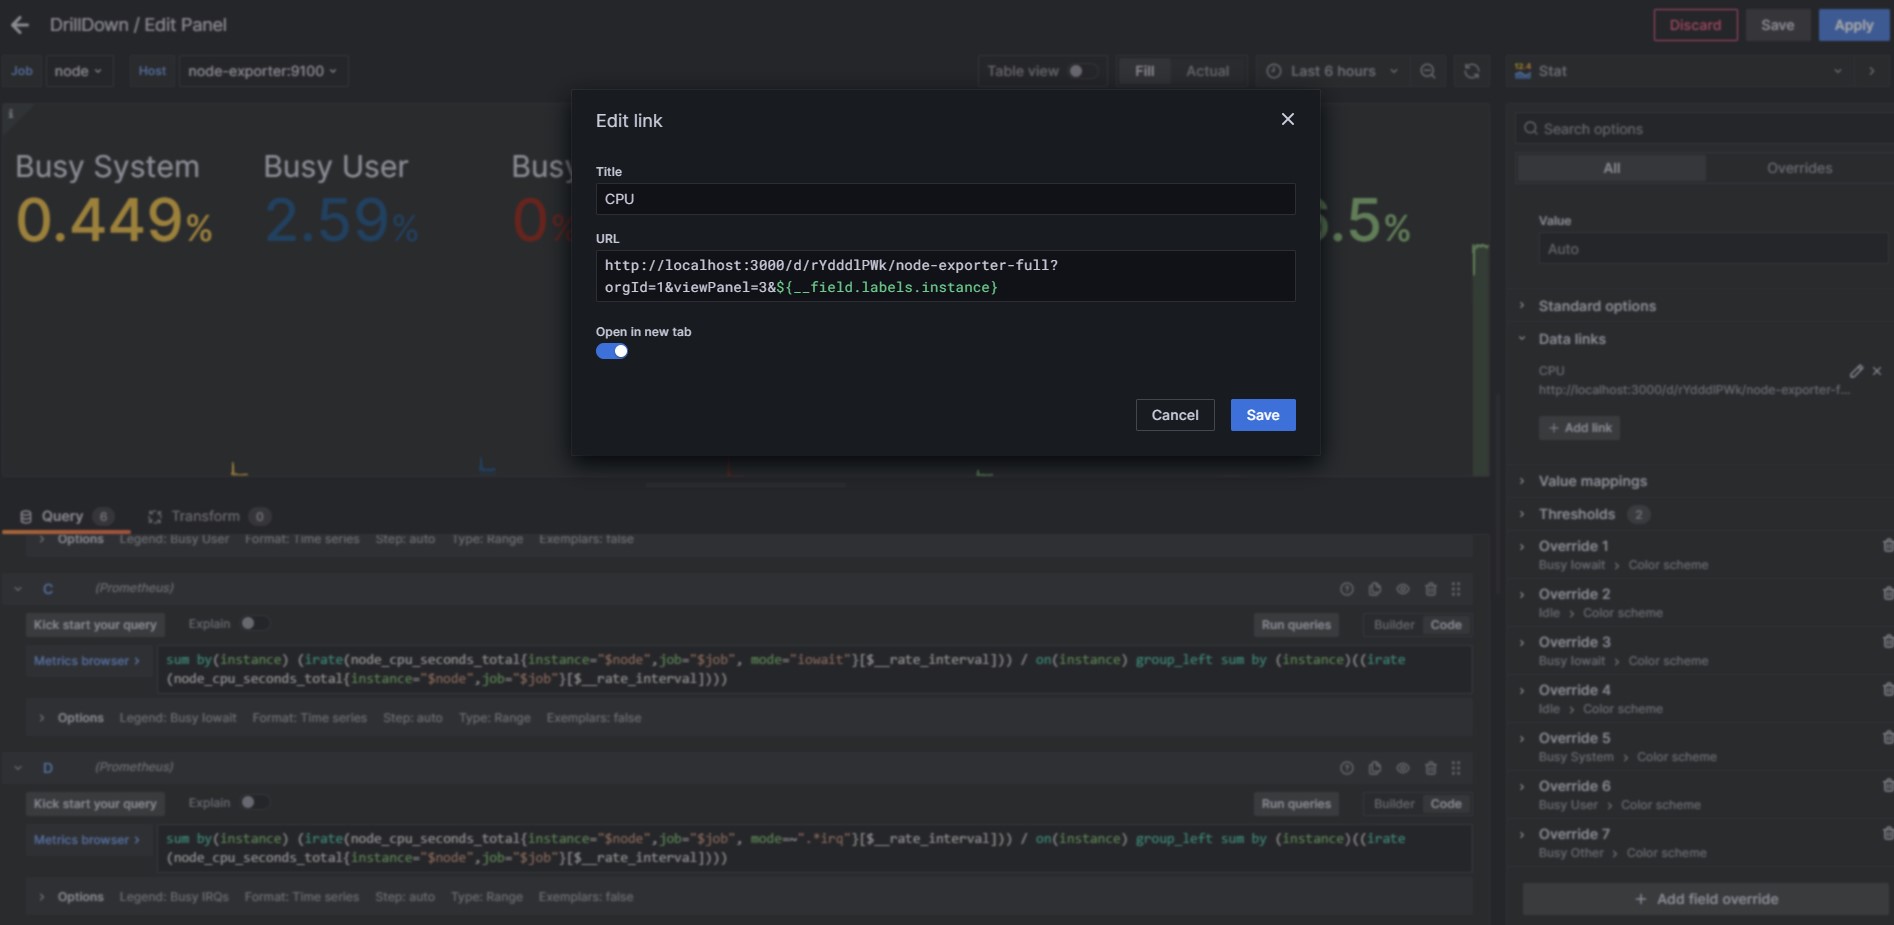 DrillDown / Edit Panel
Discard
Save
Apply
Job
node
Host
node-exporter:9100
Table view
Fill
Actual
Last 6 hours
12.4
Stat
Search options
All
Overrides
Value
Auto
Standard options
Data links
CPU
http://localhost:3000/d/rYdddlPWk/node-exporter-f...
+ Add link
Value mappings
Thresholds 2
Override 1
Busy Iowait > Color scheme
Override 2
Idle > Color scheme
Override 3
Busy Iowait > Color scheme
Override 4
Idle > Color scheme
Override 5
Busy System > Color scheme
Override 6
Busy User > Color scheme
Override 7
Busy Other > Color scheme
+ Add field override
i
Busy System
0.449%
Busy User
2.59%
Busy
0%
.5%
Edit link
Title
CPU
URL
http://localhost:3000/d/rYdddlPWk/node-exporter-full?
orgId=1&viewPanel=3&${__field.labels.instance}
Open in new tab
Cancel
Save
Query 6
Transform 0
Options Legend: Busy User Format: Time series Step: auto Type: Range Exemplars: false
C (Prometheus)
Kick start your query
Explain
Run queries
Builder
Code
Metrics browser >
sum by(instance) (irate(node_cpu_seconds_total{instance="$node",job="$job", mode="iowait"}[$__rate_interval])) / on(instance) group_left sum by (instance)((irate
(node_cpu_seconds_total{instance="$node",job="$job"}[$__rate_interval])))
Options Legend: Busy Iowait Format: Time series Step: auto Type: Range Exemplars: false
D (Prometheus)
Kick start your query
Explain
Run queries
Builder
Code
Metrics browser >
sum by(instance) (irate(node_cpu_seconds_total{instance="$node",job="$job", mode=~".*irq"}[$__rate_interval])) / on(instance) group_left sum by (instance)((irate
(node_cpu_seconds_total{instance="$node",job="$job"}[$__rate_interval])))
Options Legend: Busy IRQs Format: Time series Step: auto Type: Range Exemplars: false